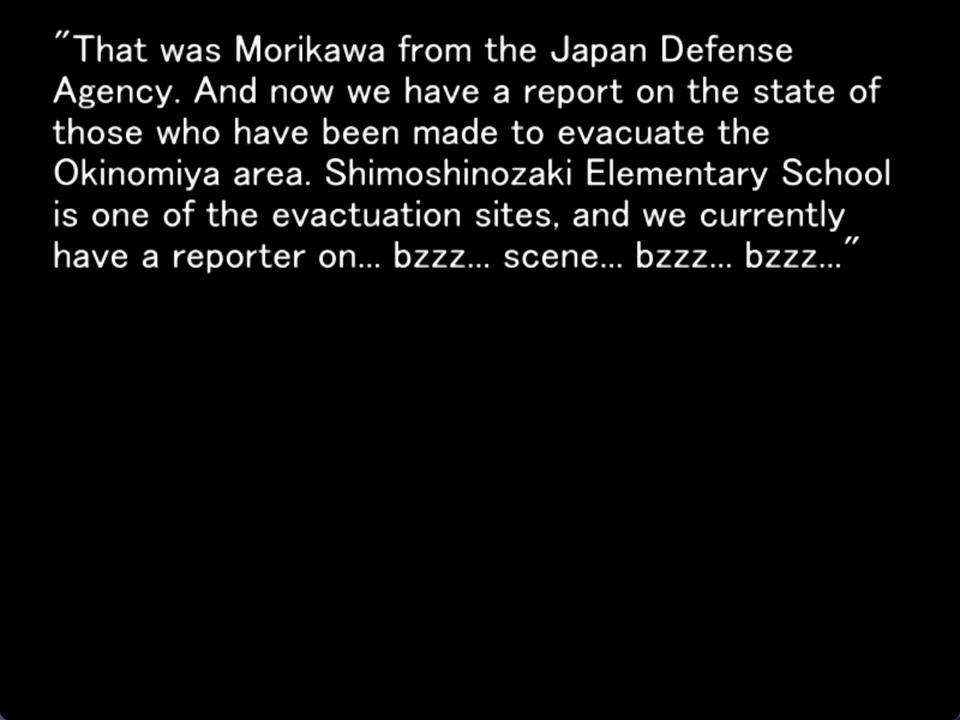 "That was Morikawa from the Japan Defense
Agency. And now we have a report on the state of
those who have been made to evacuate the
Okinomiya area. Shimoshinozaki Elementary School
is one of the evactuation sites, and we currently
have a reporter on... bzzz... scene... bzzz... bzzz..."